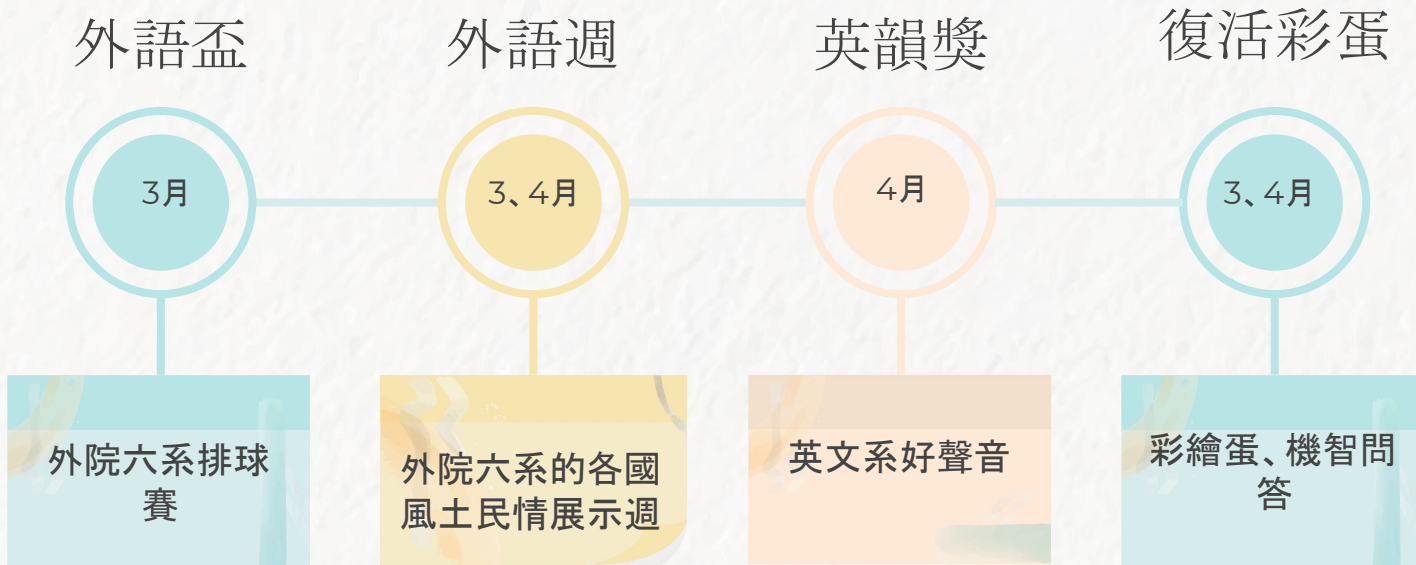 外語盃
外語週
英韻獎
復活彩蛋
3月
3、4月
4月
3、4月
外院六系排球
賽
外院六系的各國
風土民情展示週
英文系好聲音
彩繪蛋、機智問
答